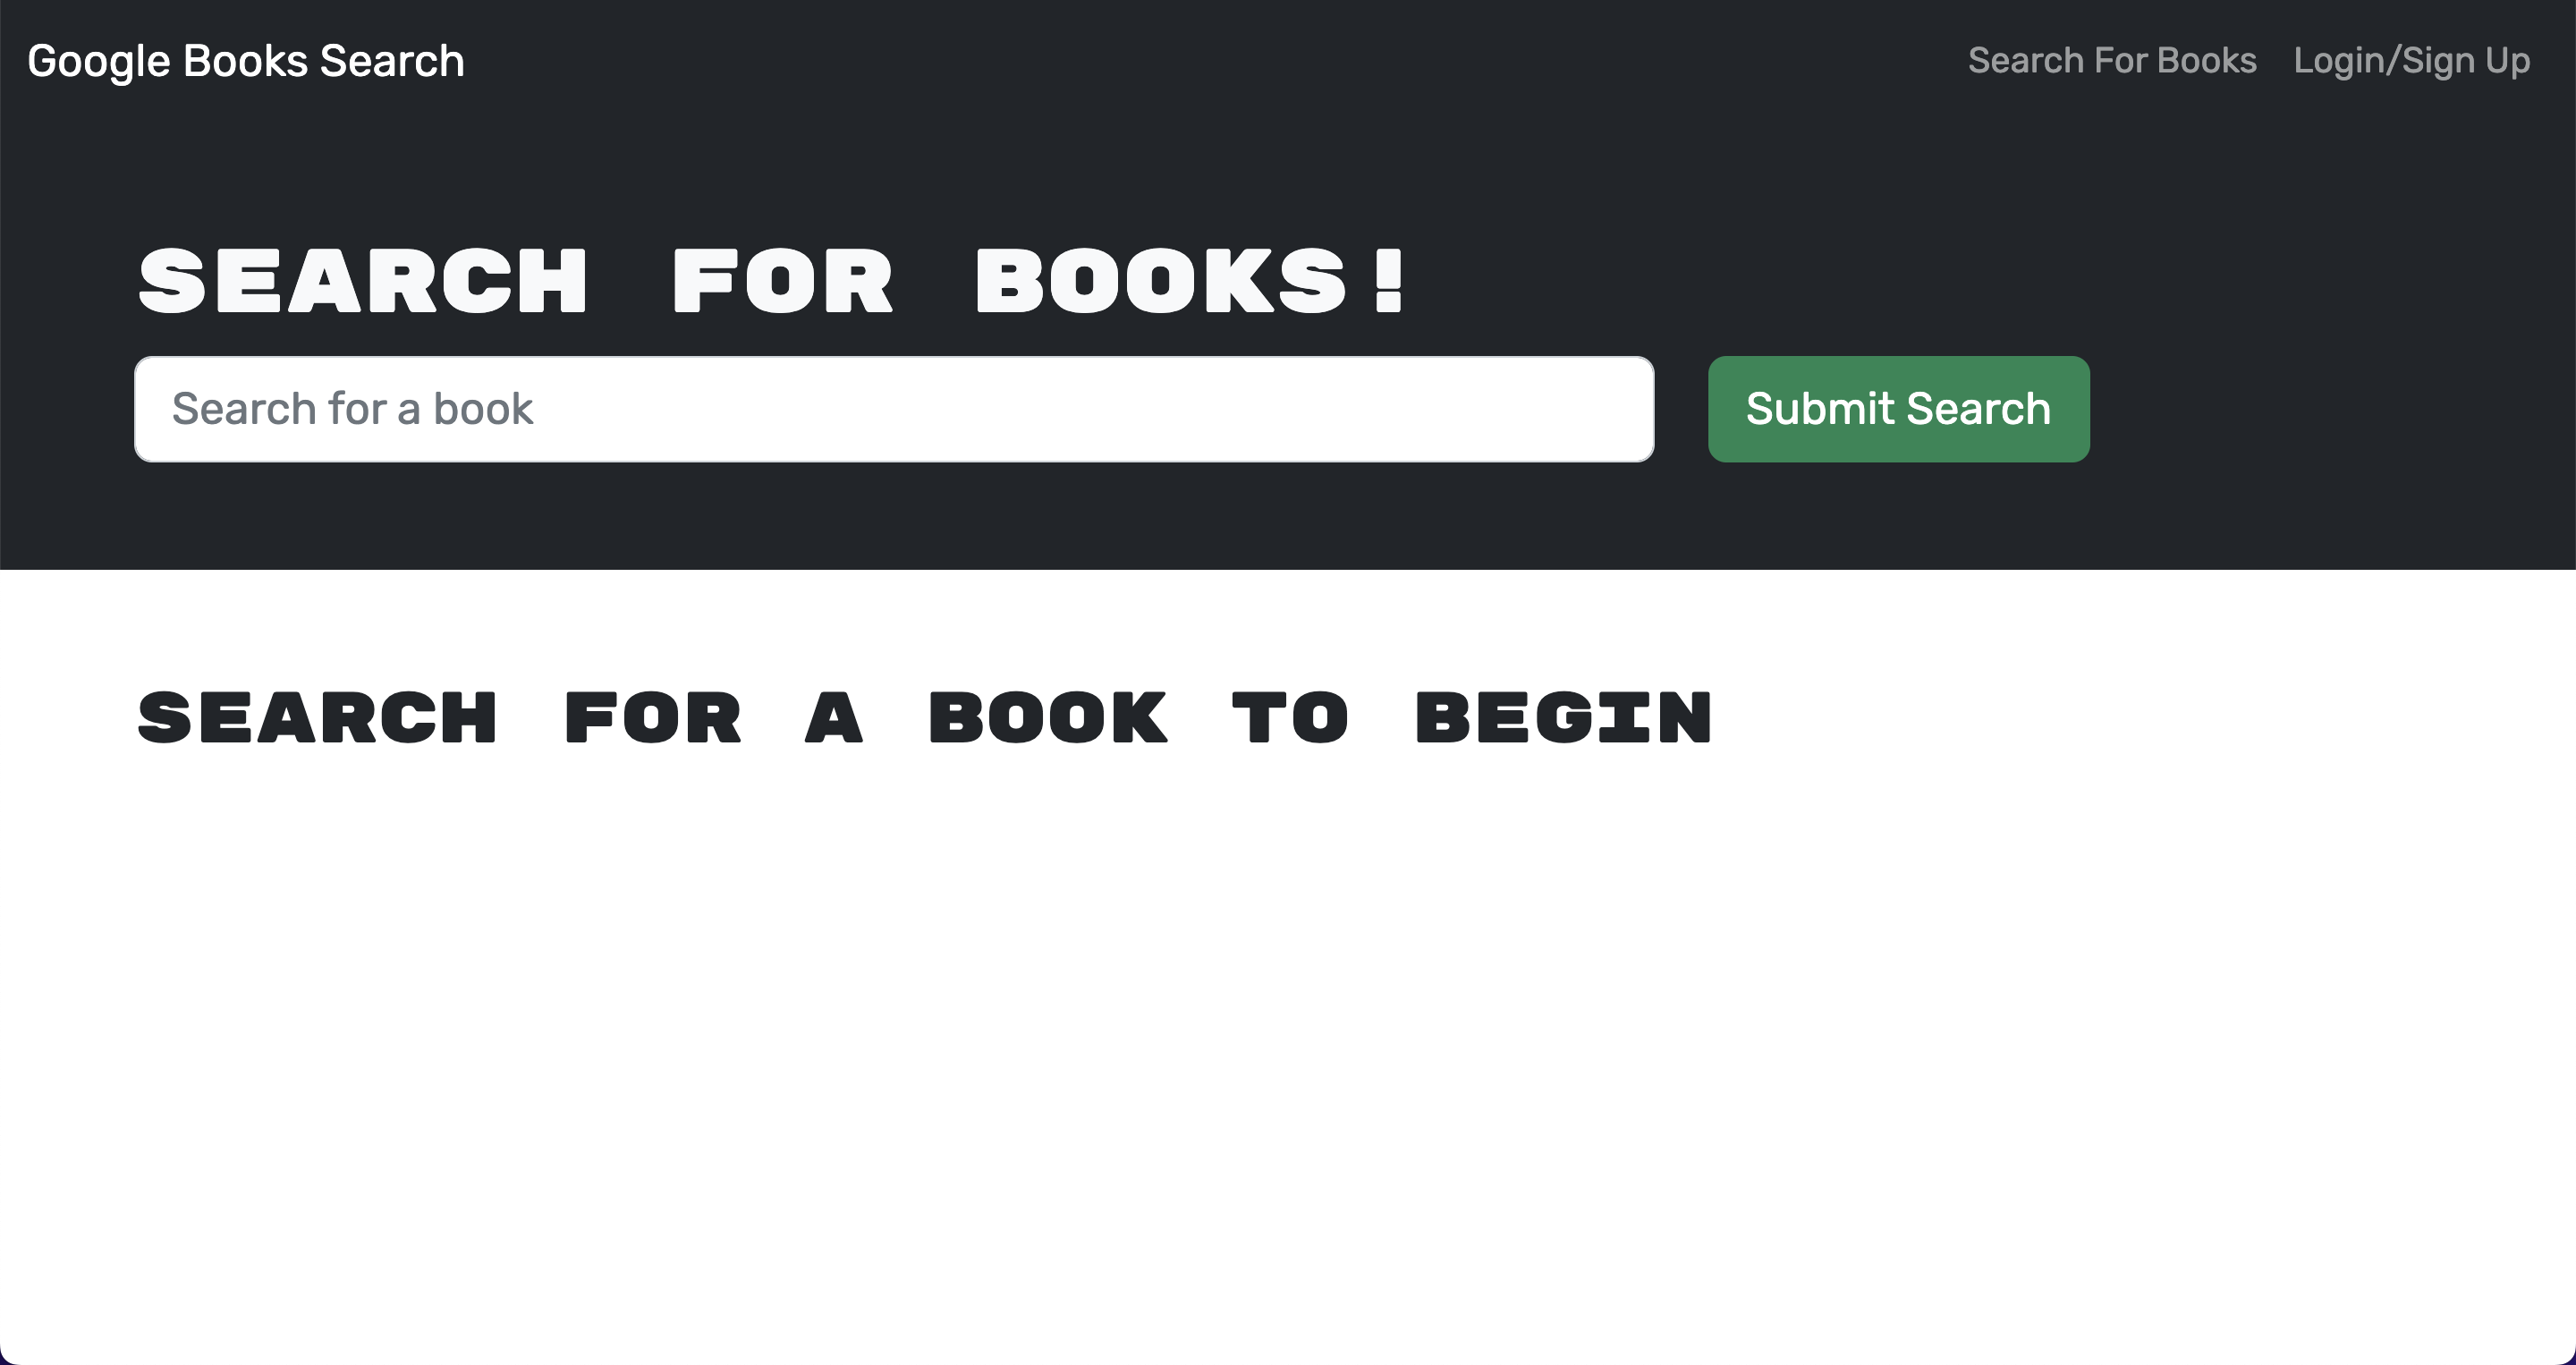 Google Books Search
Search For Books
Login/Sign Up
SEARCH FOR BOOKS!
Search for a book
Submit Search
SEARCH FOR A BOOK TO BEGIN